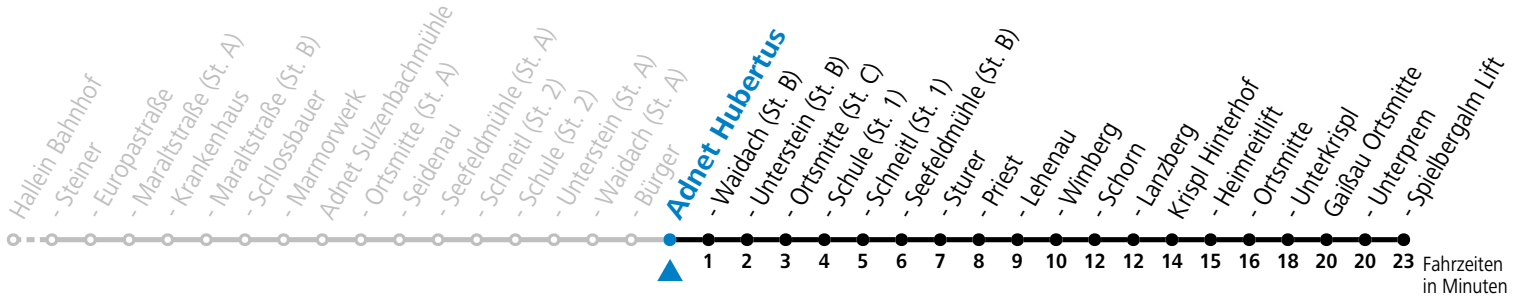 Hallein Bahnhof
- Steiner
- Europastraße
- Maraltstraße (St. A)
- Krankenhaus
- Maraltstraße (St. B)
- Schlossbauer
- Marmorwerk
Adnet Sulzenbachmühle
- Ortsmitte (St. A)
- Seidenau
- Seefeldmühle (St. A)
- Schneitl (St. 2)
- Schule (St. 2)
- Unterstein (St. A)
- Waidach (St. A)
- Bürger
Adnet Hubertus
- Waidach (St. B)
- Unterstein (St. B)
- Ortsmitte (St. C)
- Schule (St. 1)
- Schneitl (St. 1)
- Seefeldmühle (St. B)
- Sturer
- Priest
- Lehenau
- Wimberg
- Schorn
- Lanzberg
Krispl Hinterhof
- Heimreitlift
- Ortsmitte
- Unterkrispl
Gaißau Ortsmitte
- Unterprem
- Spielbergalm Lift
1 2 3 4 5 6 7 8 9 10 12 12 14 15 16 18 20 20 23 Fahrzeiten
in Minuten